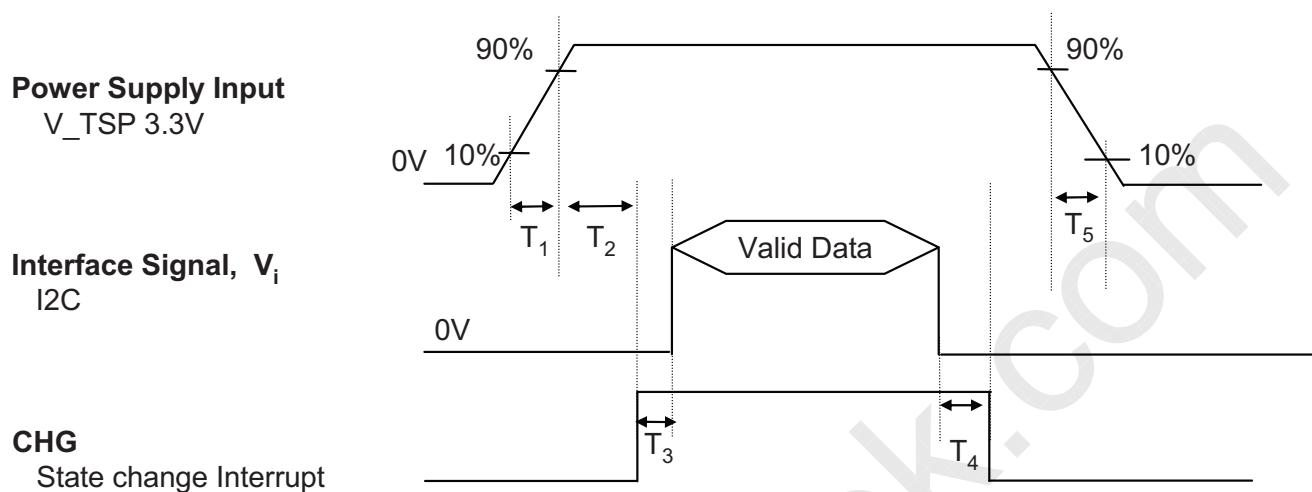 90%
90%
Power Supply Input
V_TSP 3.3V
0V 10%
10%
T1
T2
T5
Valid Data
Interface Signal, Vi
I2C
0V
CHG
State change Interrupt
T3
T4
k.com